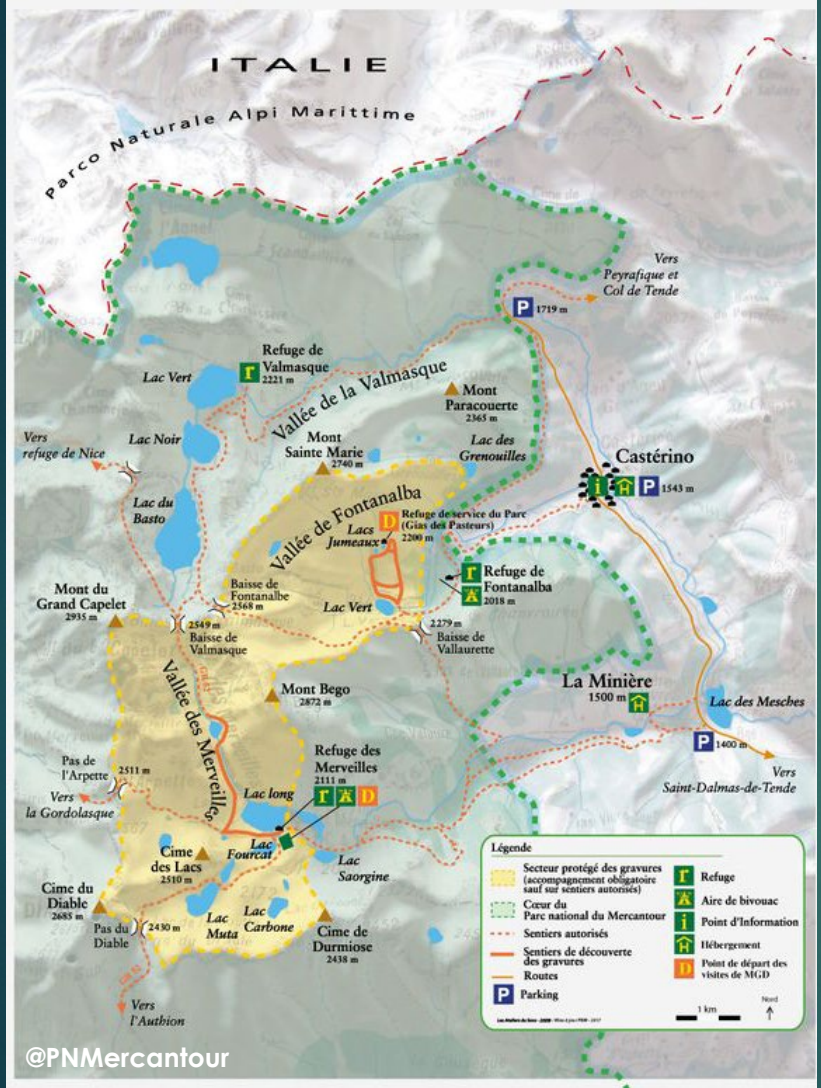 ITALIE
Parco Naturale Alpi Marittime
Vers
Peyrafique et
Col de Tende
P 1719 m
Refuge de
Valmasque
2221 m
r
Lac Vert
Vallée de la Valmasque
Mont
Paracouerte
2365 m
Lac Noir
Vers
refuge de Nice
Mont
Sainte Marie
2740 m
Lac des
Grenouilles
Castérino
i
P 1543 m
Lac du
Basto
Vallée de Fontanalba
D
Refuge de service du Parc
(Gias des Pasteurs)
2200 m
Lacs
Jumeaux
r
Refuge de
Fontanalba
2018 m
Baisse de
Fontanalbe
2568 m
Lac Vert
Mont du
Grand Capelet
2935 m
2549 m
Baisse de
Valmasque
2279 m
Baisse de
Vallaurette
GR 52
Vallée des Merveilles
Mont Bego
2872 m
La Minière
1500 m
Lac des Mesches
P 1400 m
Vers
Saint-Dalmas-de-Tende
Pas de
l'Arpette
2511 m
Vers
la Gordolasque
Refuge des
Merveilles
2111 m
r D
Lac long
Lac
Fourcat
Lac
Saorgine
Cime
des Lacs
2510 m
Cime du
Diable
2685 m
Pas du
Diable
2430 m
Lac
Muta
Lac
Carbone
Cime de
Durmiose
2438 m
GR 52
Vers
l'Authion
Légende
Secteur protégé des gravures
(accompagnement obligatoire
sauf sur sentiers autorisés)
Cœur du
Parc national du Mercantour
Sentiers autorisés
Sentiers de découverte
des gravures
Routes
P Parking
r Refuge
Aire de bivouac
i Point d'Information
Hébergement
D Point de départ des
visites de MGD
1 km
Nord
@PNMercantour